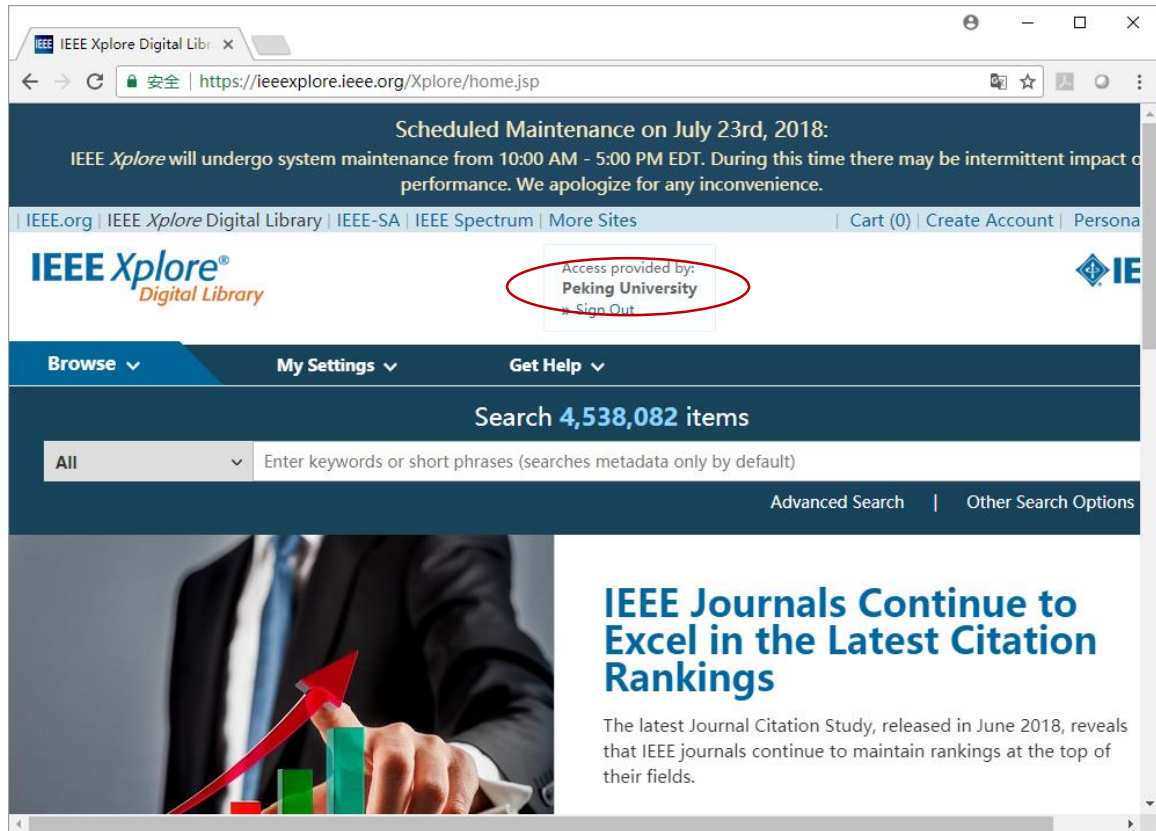 IEEE Xplore Digital Libr
安全 | https://ieeexplore.ieee.org/Xplore/home.jsp
Scheduled Maintenance on July 23rd, 2018:
IEEE Xplore will undergo system maintenance from 10:00 AM - 5:00 PM EDT. During this time there may be intermittent impact o
performance. We apologize for any inconvenience.
| IEEE.org | IEEE Xplore Digital Library | IEEE-SA | IEEE Spectrum | More Sites | Cart (0) | Create Account | Persona
IEEE Xplore®
Digital Library
Access provided by:
Peking University
» Sign Out
IE
Browse My Settings Get Help
Search 4,538,082 items
All Enter keywords or short phrases (searches metadata only by default)
Advanced Search | Other Search Options
IEEE Journals Continue to
Excel in the Latest Citation
Rankings
The latest Journal Citation Study, released in June 2018, reveals
that IEEE journals continue to maintain rankings at the top of
their fields.